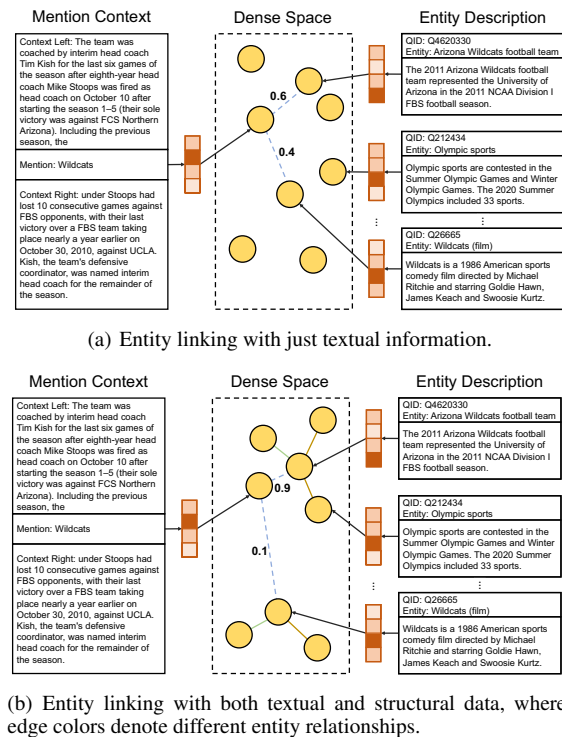 Mention Context
Dense Space
Entity Description
Context Left: The team was
coached by interim head coach
Tim Kish for the last six games of
the season after eighth-year head
coach Mike Stoops was fired as
head coach on October 10 after
starting the season 1–5 (their sole
victory was against FCS Northern
Arizona). Including the previous
season, the
Mention: Wildcats
Context Right: under Stoops had
lost 10 consecutive games against
FBS opponents, with their last
victory over a FBS team taking
place nearly a year earlier on
October 30, 2010, against UCLA.
Kish, the team's defensive
coordinator, was named interim
head coach for the remainder of
the season.
0.6
0.4
QID: Q4620330
Entity: Arizona Wildcats football team
The 2011 Arizona Wildcats football
team represented the University of
Arizona in the 2011 NCAA Division I
FBS football season.
QID: Q212434
Entity: Olympic sports
Olympic sports are contested in the
Summer Olympic Games and Winter
Olympic Games. The 2020 Summer
Olympics included 33 sports.
...
...
QID: Q26665
Entity: Wildcats (film)
Wildcats is a 1986 American sports
comedy film directed by Michael
Ritchie and starring Goldie Hawn,
James Keach and Swoosie Kurtz.
(a) Entity linking with just textual information.
Mention Context
Dense Space
Entity Description
Context Left: The team was
coached by interim head coach
Tim Kish for the last six games of
the season after eighth-year head
coach Mike Stoops was fired as
head coach on October 10 after
starting the season 1–5 (their sole
victory was against FCS Northern
Arizona). Including the previous
season, the
Mention: Wildcats
Context Right: under Stoops had
lost 10 consecutive games against
FBS opponents, with their last
victory over a FBS team taking
place nearly a year earlier on
October 30, 2010, against UCLA.
Kish, the team's defensive
coordinator, was named interim
head coach for the remainder of
the season.
0.9
0.1
QID: Q4620330
Entity: Arizona Wildcats football team
The 2011 Arizona Wildcats football
team represented the University of
Arizona in the 2011 NCAA Division I
FBS football season.
QID: Q212434
Entity: Olympic sports
Olympic sports are contested in the
Summer Olympic Games and Winter
Olympic Games. The 2020 Summer
Olympics included 33 sports.
...
...
QID: Q26665
Entity: Wildcats (film)
Wildcats is a 1986 American sports
comedy film directed by Michael
Ritchie and starring Goldie Hawn,
James Keach and Swoosie Kurtz.
(b) Entity linking with both textual and structural data, where
edge colors denote different entity relationships.